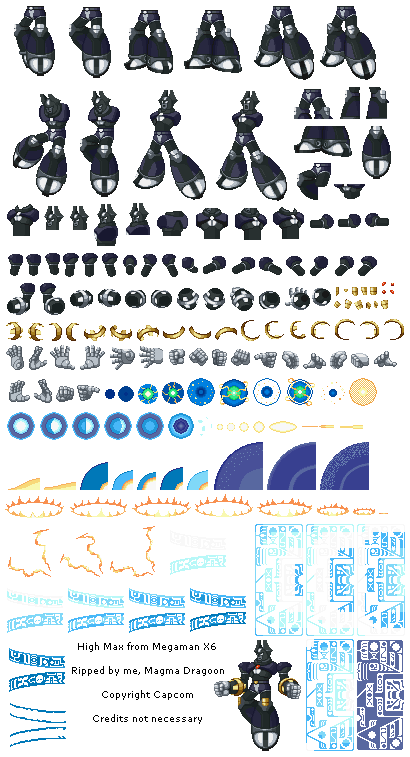 High Max from Megaman X6
Ripped by me, Magma Dragoon
Copyright Capcom
Credits not necessary